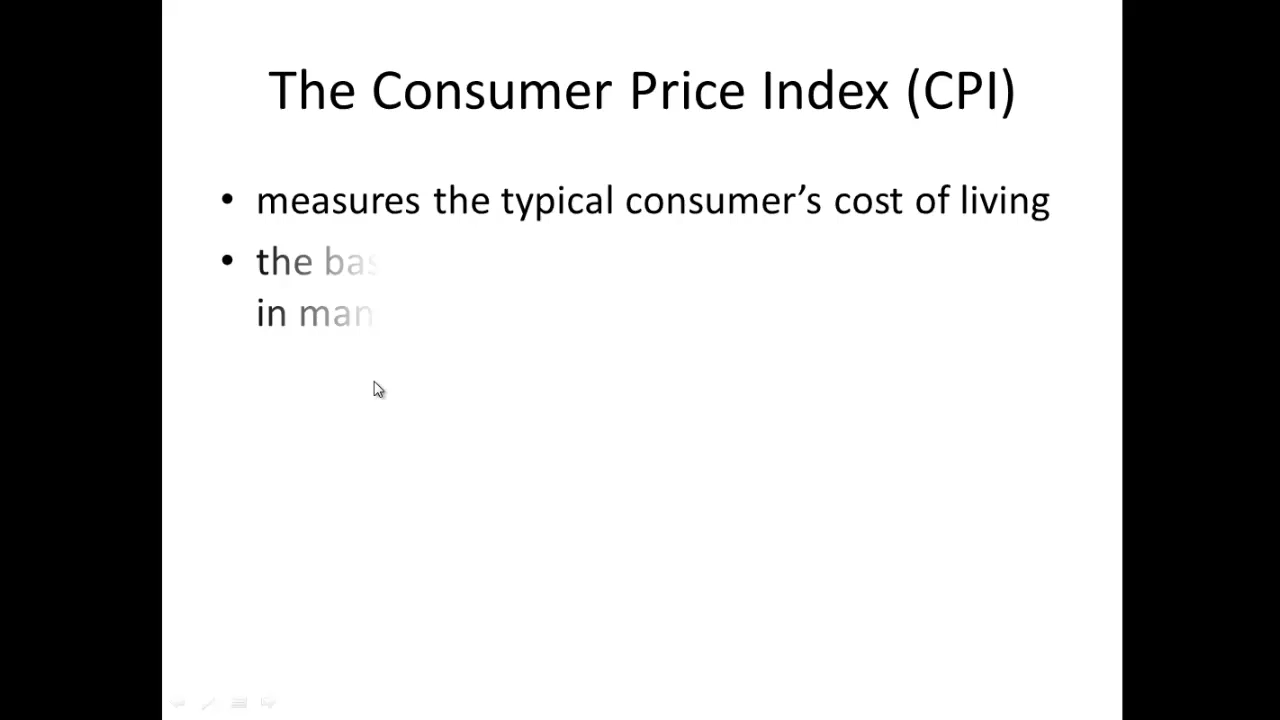 The Consumer Price Index (CPI)
• measures the typical consumer’s cost of living
• the
in